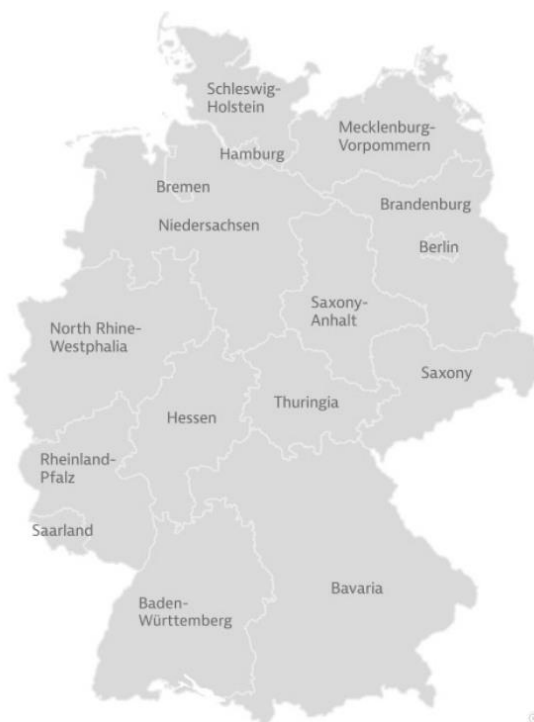 Schleswig-
Holstein
Mecklenburg-
Vorpommern
Hamburg
Bremen
Brandenburg
Niedersachsen
Berlin
Saxony-
Anhalt
North Rhine-
Westphalia
Saxony
Thuringia
Hessen
Rheinland-
Pfalz
Saarland
Bavaria
Baden-
Württemberg
©